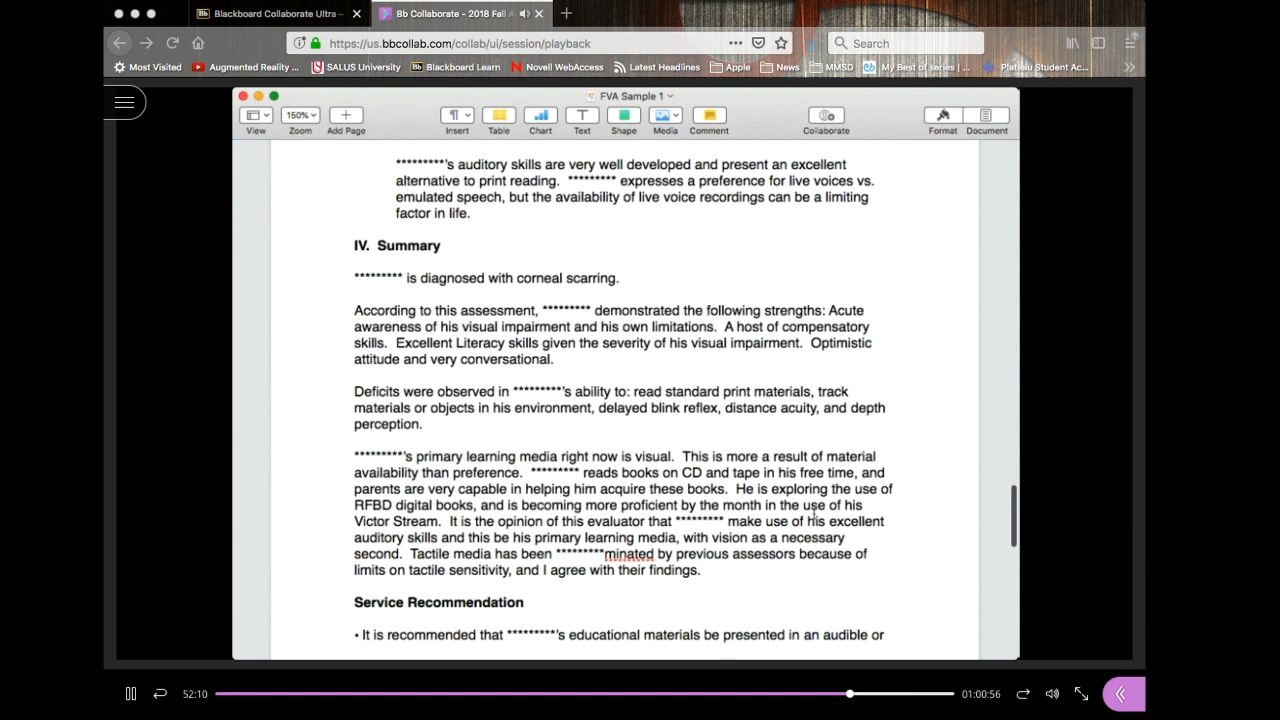 Blackboard Collaborate Ultra –
Bb Collaborate - 2018 Fall A
https://us.bbcollab.com/collab/ui/session/playback
Search
Most Visited
Augmented Reality ...
SALUS University
Blackboard Learn
Novell WebAccess
Latest Headlines
Apple
News
MMSD
My Best of series | ...
Plateau Student Ac...
FVA Sample 1
150%
View
Zoom
Add Page
Insert
Table
Chart
Text
Shape
Media
Comment
Collaborate
Format
Document
*********'s auditory skills are very well developed and present an excellent
alternative to print reading. ********* expresses a preference for live voices vs.
emulated speech, but the availability of live voice recordings can be a limiting
factor in life.
IV. Summary
********* is diagnosed with corneal scarring.
According to this assessment, ********* demonstrated the following strengths: Acute
awareness of his visual impairment and his own limitations. A host of compensatory
skills. Excellent Literacy skills given the severity of his visual impairment. Optimistic
attitude and very conversational.
Deficits were observed in *********'s ability to: read standard print materials, track
materials or objects in his environment, delayed blink reflex, distance acuity, and depth
perception.
*********'s primary learning media right now is visual. This is more a result of material
availability than preference. ********* reads books on CD and tape in his free time, and
parents are very capable in helping him acquire these books. He is exploring the use of
RFBD digital books, and is becoming more proficient by the month in the use of his
Victor Stream. It is the opinion of this evaluator that ********* make use of his excellent
auditory skills and this be his primary learning media, with vision as a necessary
second. Tactile media has been *********minated by previous assessors because of
limits on tactile sensitivity, and I agree with their findings.
Service Recommendation
• It is recommended that *********'s educational materials be presented in an audible or
52:10
01:00:56